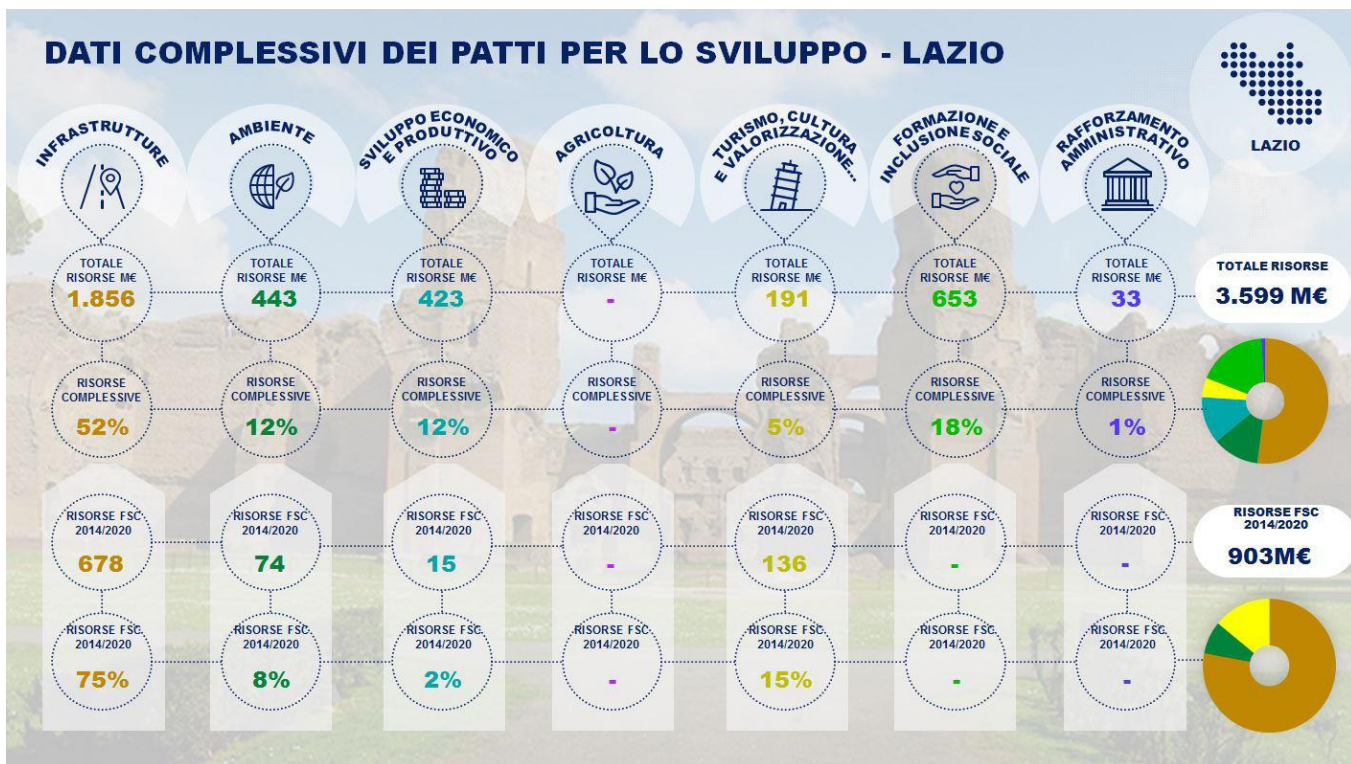 DATI COMPLESSIVI DEI PATTI PER LO SVILUPPO - LAZIO
LAZIO
INFRASTRUTTURE
AMBIENTE
SVILUPPO ECONOMICO
E PRODUTTIVO
AGRICOLTURA
TURISMO, CULTURA
E VALORIZZAZIONE...
FORMAZIONE E
INCLUSIONE SOCIALE
RAFFORZAMENTO
AMMINISTRATIVO
TOTALE
RISORSE M€
1.856
TOTALE
RISORSE M€
443
TOTALE
RISORSE M€
423
TOTALE
RISORSE M€
-
TOTALE
RISORSE M€
191
TOTALE
RISORSE M€
653
TOTALE
RISORSE M€
33
TOTALE RISORSE
3.599 M€
RISORSE
COMPLESSIVE
52%
RISORSE
COMPLESSIVE
12%
RISORSE
COMPLESSIVE
12%
RISORSE
COMPLESSIVE
-
RISORSE
COMPLESSIVE
5%
RISORSE
COMPLESSIVE
18%
RISORSE
COMPLESSIVE
1%
RISORSE FSC
2014/2020
678
RISORSE FSC
2014/2020
74
RISORSE FSC
2014/2020
15
RISORSE FSC
2014/2020
-
RISORSE FSC
2014/2020
136
RISORSE FSC
2014/2020
-
RISORSE FSC
2014/2020
-
RISORSE FSC
2014/2020
903M€
RISORSE FSC
2014/2020
75%
RISORSE FSC
2014/2020
8%
RISORSE FSC
2014/2020
2%
RISORSE FSC
2014/2020
-
RISORSE FSC
2014/2020
15%
RISORSE FSC
2014/2020
-
RISORSE FSC
2014/2020
-